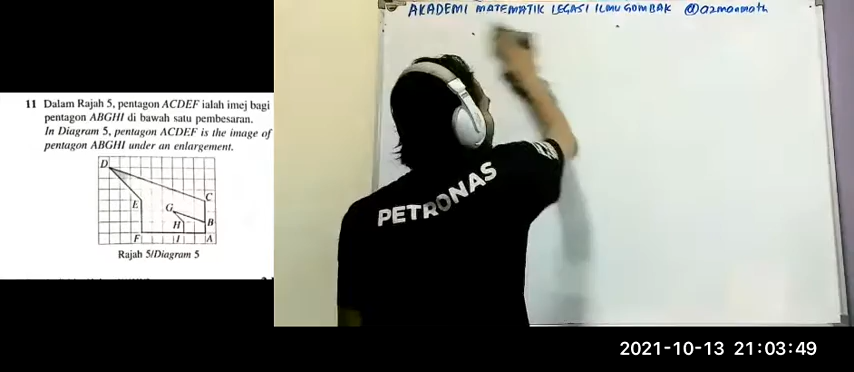 AKADEMI MATEMATIK LEGASI ILMU GOMBAK @azmanmath
11 Dalam Rajah 5, pentagon ACDEF ialah imej bagi
pentagon ABGHI di bawah satu pembesaran.
In Diagram 5, pentagon ACDEF is the image of
pentagon ABGHI under an enlargement.
D
C
E
G
B
H
F
I
A
Rajah 5/Diagram 5
PETRONAS
2021-10-13 21:03:49